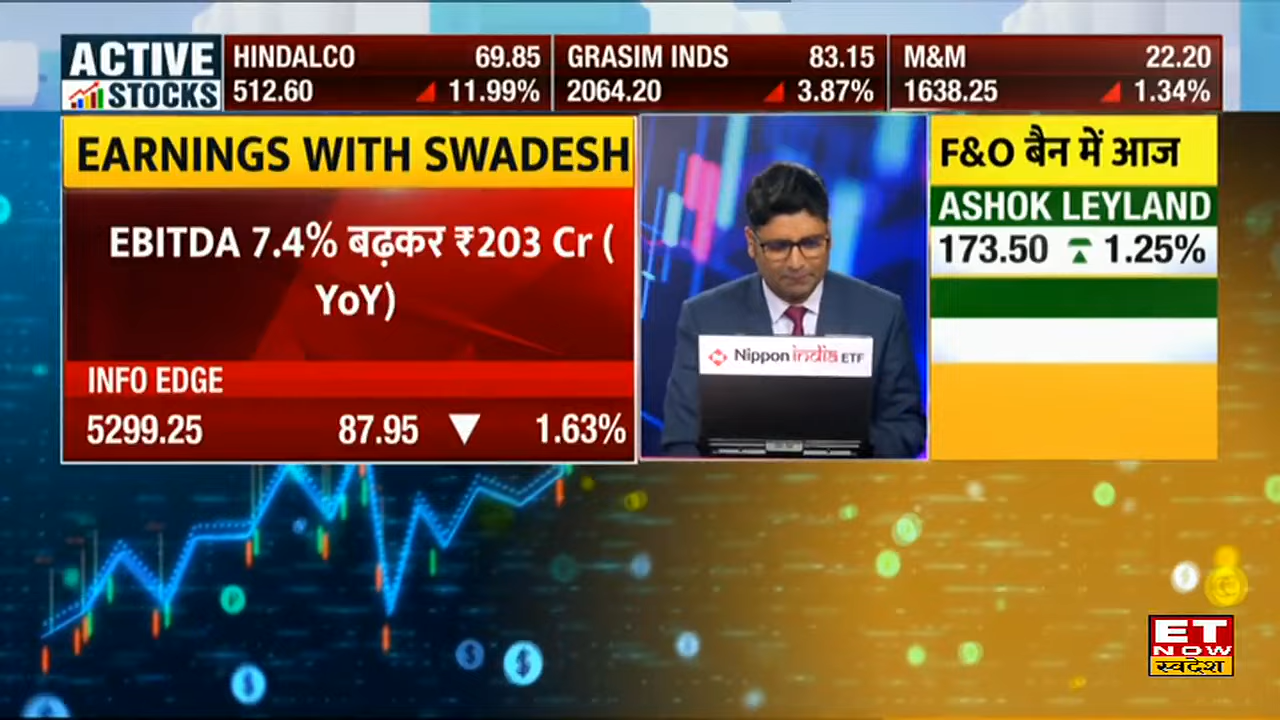 ACTIVE STOCKS
HINDALCO 69.85
512.60 11.99%
GRASIM INDS 83.15
2064.20 3.87%
M&M 22.20
1638.25 1.34%
EARNINGS WITH SWADESH
EBITDA 7.4% बढ़कर ₹203 Cr (
YoY)
INFO EDGE
5299.25 87.95 1.63%
Nippon india ETF
F&O बैन में आज
ASHOK LEYLAND
173.50 1.25%
ET
NOW
स्वदेश